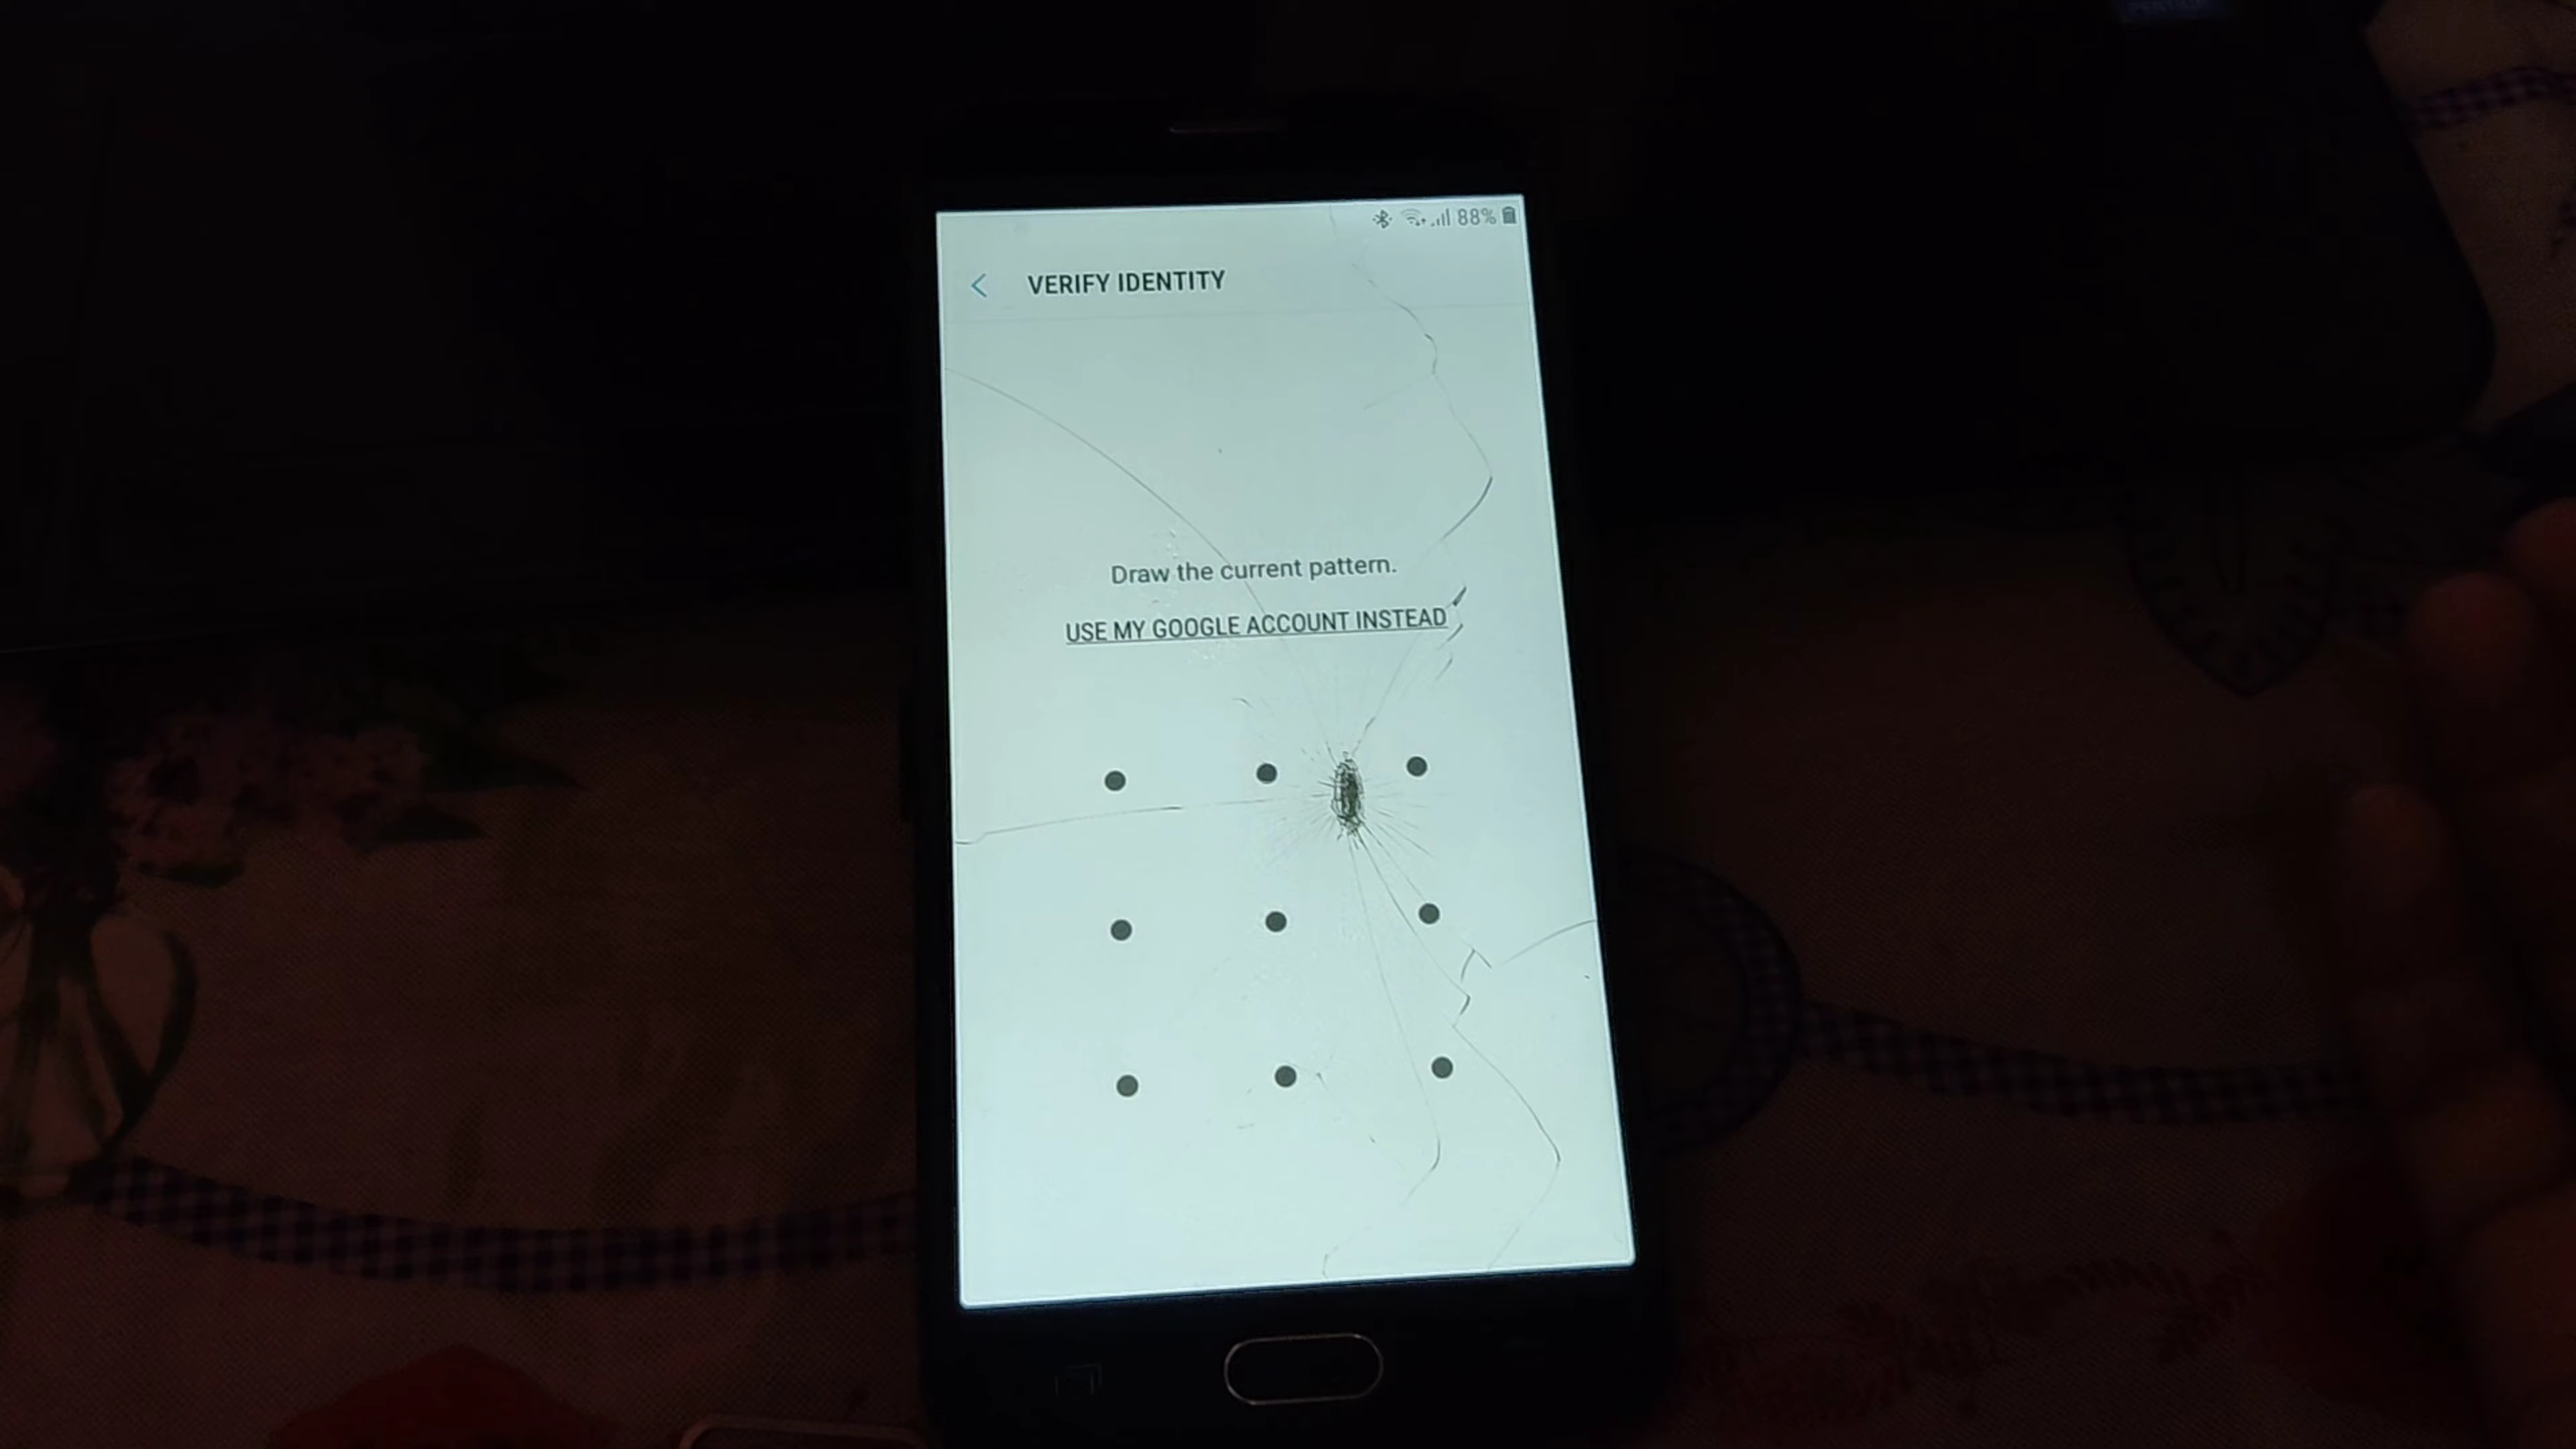 88%
VERIFY IDENTITY
Draw the current pattern.
USE MY GOOGLE ACCOUNT INSTEAD